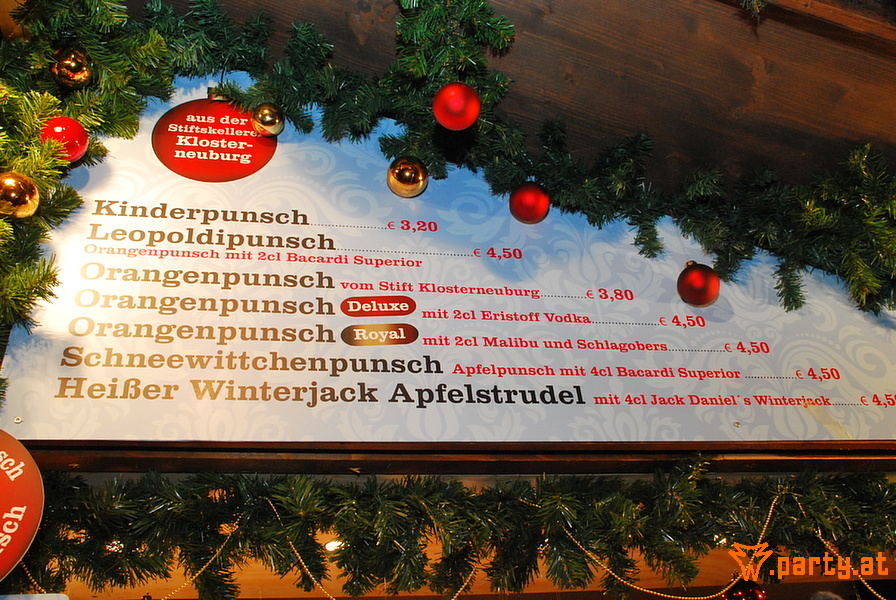 aus der
Stiftskellerei
Kloster-
neuburg
Kinderpunsch..................€ 3,20
Leopoldipunsch..................................€ 4,50
Orangenpunsch mit 2cl Bacardi Superior
Orangenpunsch vom Stift Klosterneuburg.............€ 3,80
Orangenpunsch Deluxe mit 2cl Eristoff Vodka.................€ 4,50
Orangenpunsch Royal mit 2cl Malibu und Schlagobers..............€ 4,50
Schneewittchenpunsch Apfelpunsch mit 4cl Bacardi Superior .............€ 4,50
Heißer Winterjack Apfelstrudel mit 4cl Jack Daniel´s Winterjack.......€ 4,50
.party.at